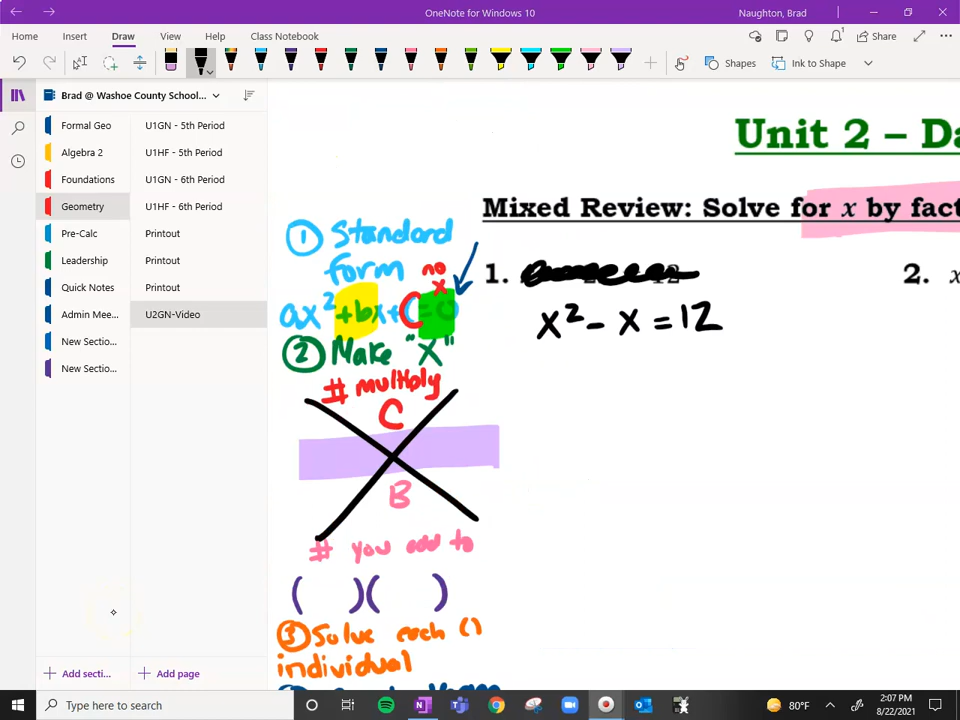 OneNote for Windows 10
Naughton, Brad
Home Insert Draw View Help Class Notebook
Share
Shapes
Ink to Shape
Brad @ Washoe County School...
Formal Geo
Algebra 2
Foundations
Geometry
Pre-Calc
Leadership
Quick Notes
Admin Mee...
New Sectio...
New Sectio...
U1GN - 5th Period
U1HF - 5th Period
U1GN - 6th Period
U1HF - 6th Period
Printout
Printout
Printout
U2GN-Video
Add secti...
Add page
Unit 2 – Da
Mixed Review: Solve for x by fact
① Standard
form no
x
ax² + bx + C = 0
② Make "X"
# multiply
C
B
# you add to
( )( )
③ Solve each ()
individual
1.
x² - x = 12
2. x
Type here to search
80°F
2:07 PM
8/22/2021